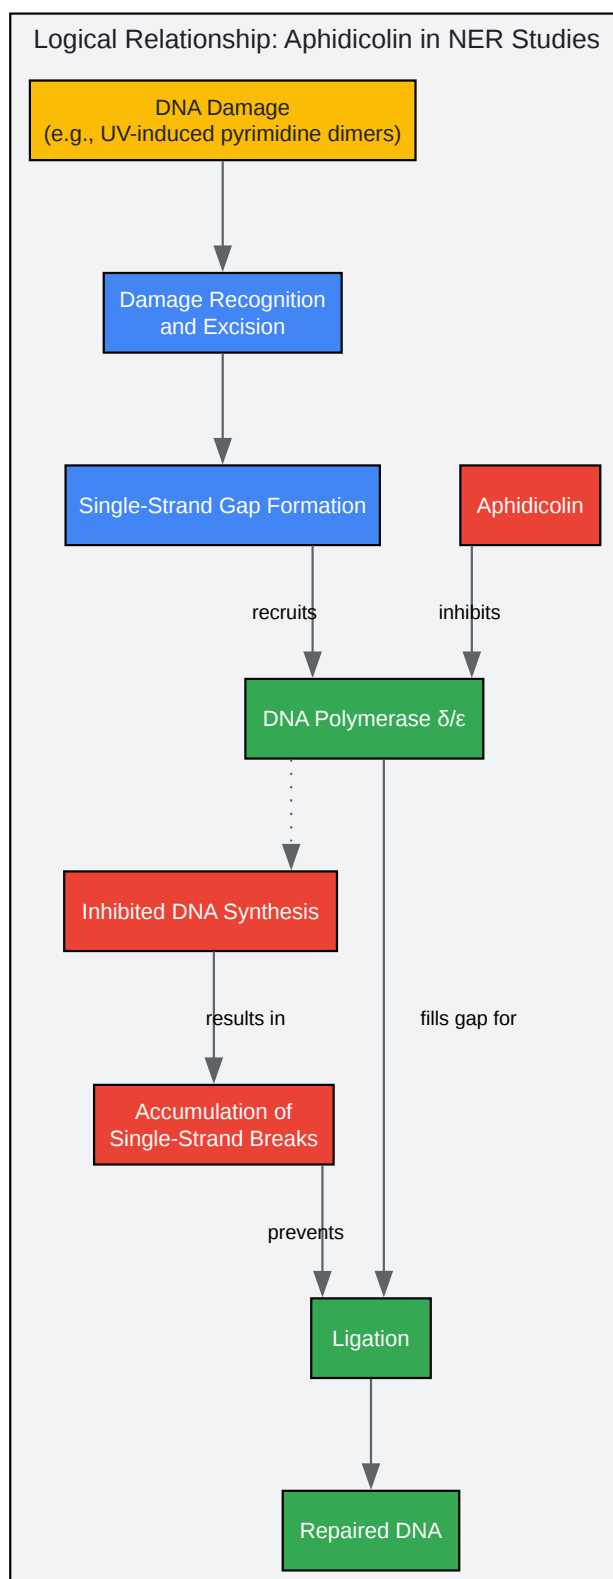 Logical Relationship: Aphidicolin in NER Studies
DNA Damage
(e.g., UV-induced pyrimidine dimers)
Damage Recognition
and Excision
Single-Strand Gap Formation
Aphidicolin
recruits
inhibits
DNA Polymerase δ/ε
Inhibited DNA Synthesis
results in
fills gap for
Accumulation of
Single-Strand Breaks
prevents
Ligation
Repaired DNA